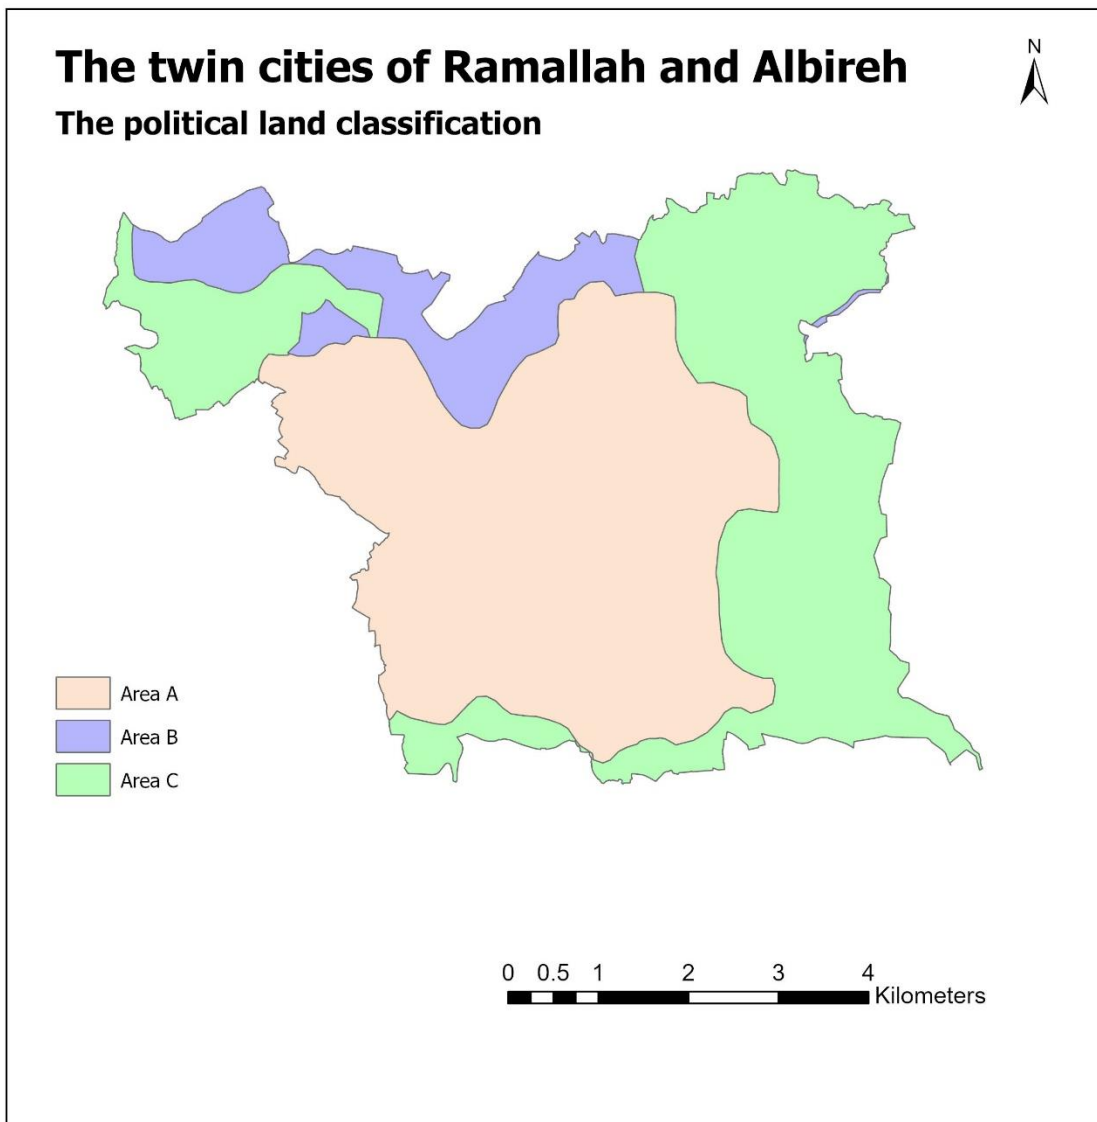 The twin cities of Ramallah and Albireh
The political land classification
N
Area A
Area B
Area C
0 0.5 1 2 3 4
Kilometers